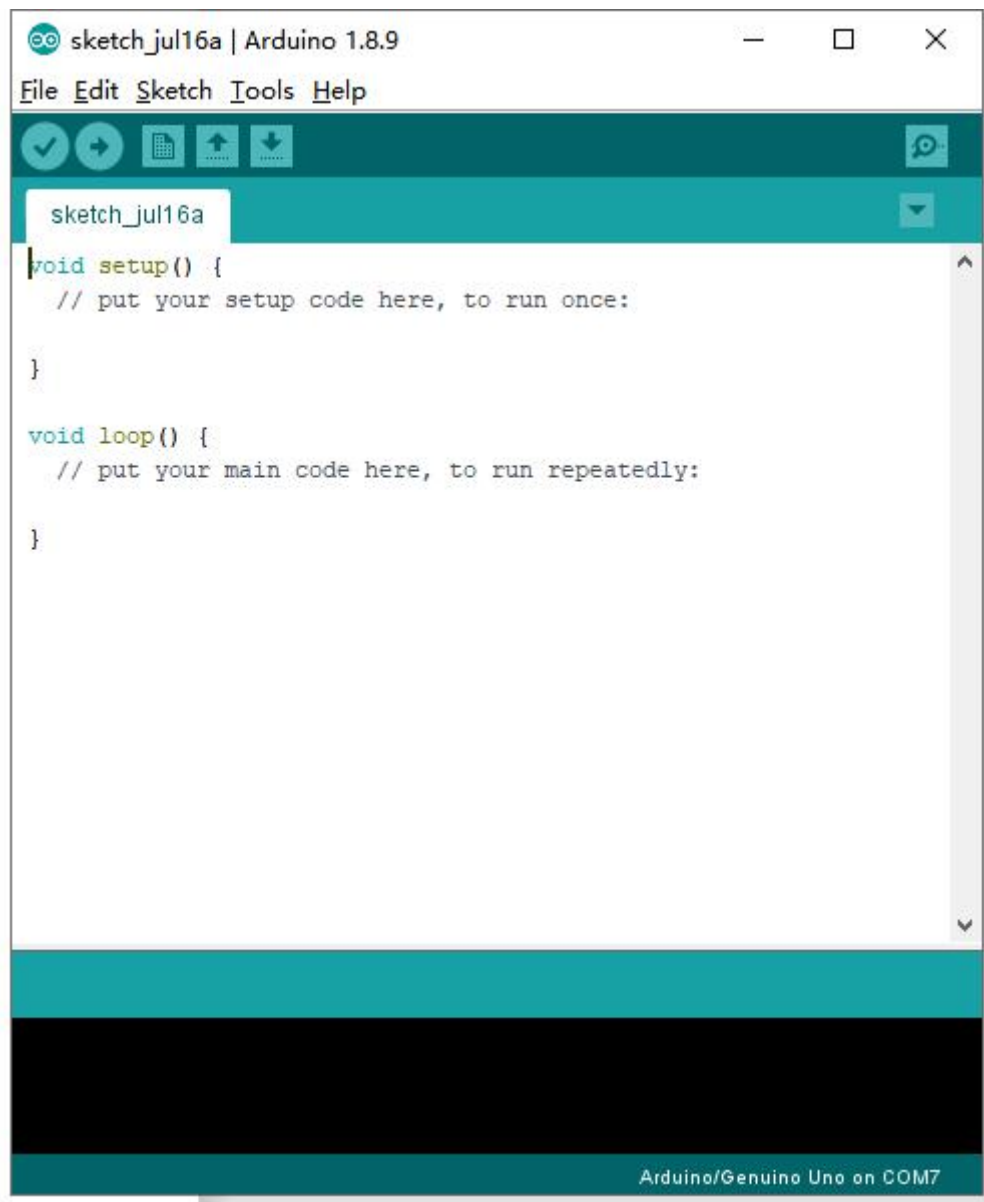 sketch_jul16a | Arduino 1.8.9
File Edit Sketch Tools Help
sketch_jul16a
void setup() {
  // put your setup code here, to run once:

}

void loop() {
  // put your main code here, to run repeatedly:

}
Arduino/Genuino Uno on COM7